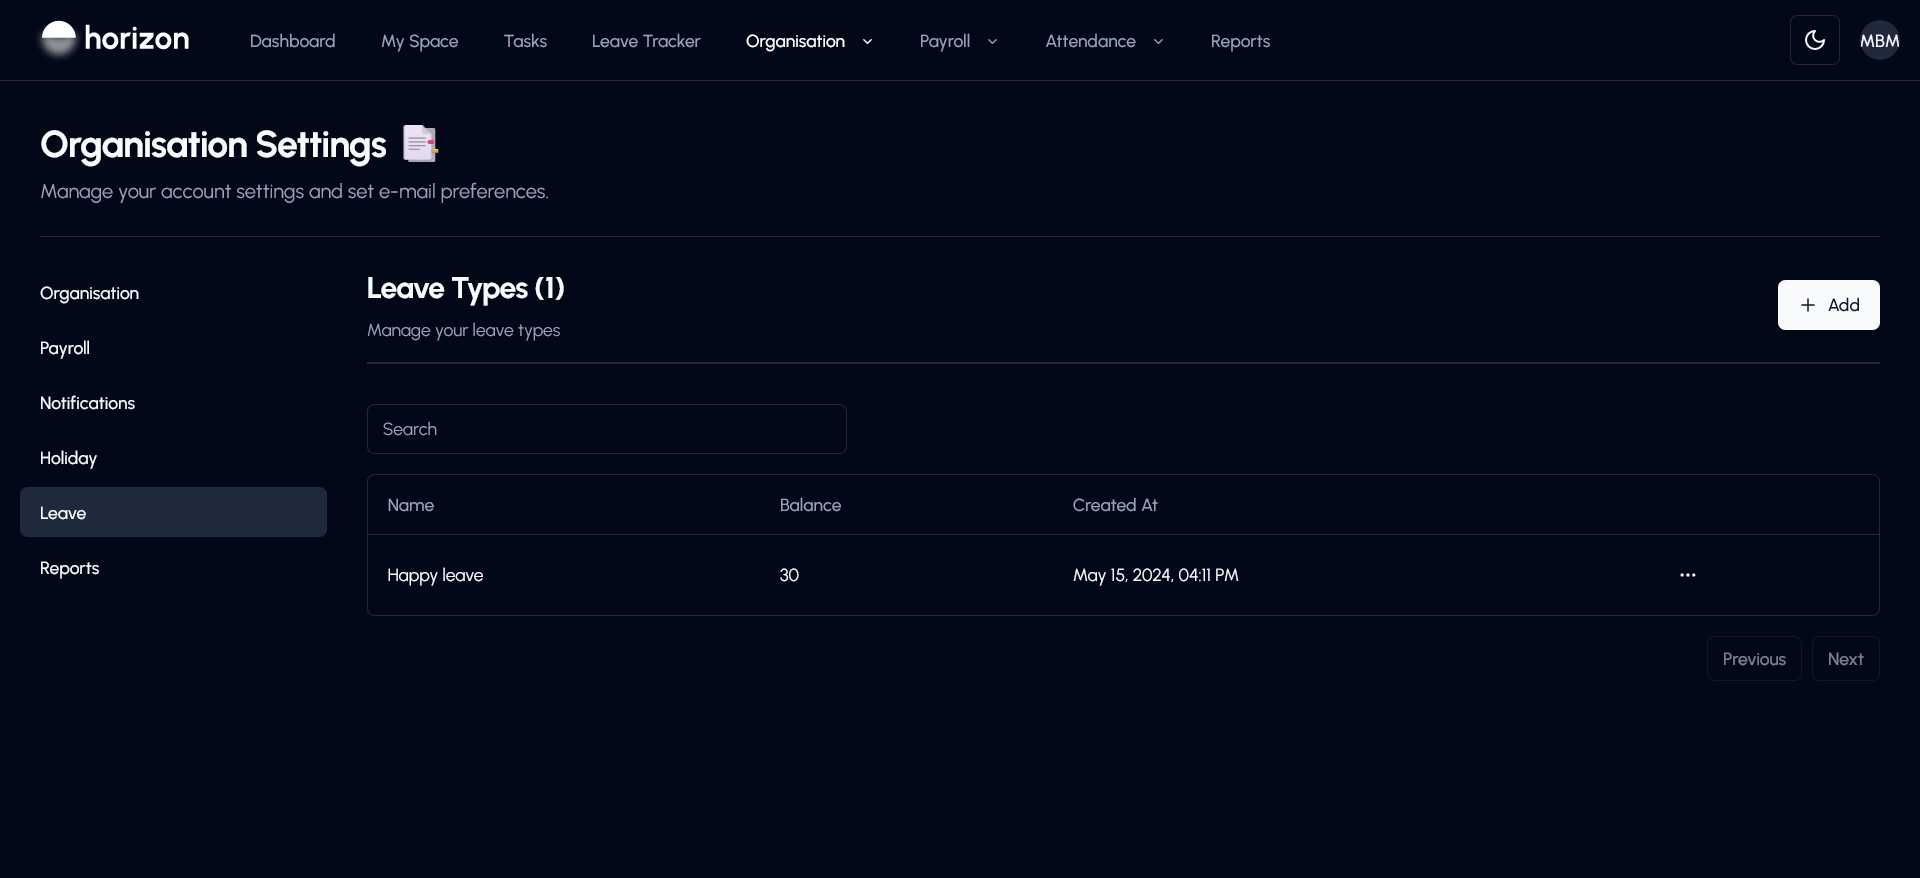 horizon
Dashboard My Space Tasks Leave Tracker Organisation Payroll Attendance Reports
MBM
Organisation Settings
Manage your account settings and set e-mail preferences.
Organisation
Payroll
Notifications
Holiday
Leave
Reports
Leave Types (1)
Manage your leave types
+ Add
Search
Name Balance Created At
Happy leave 30 May 15, 2024, 04:11 PM ...
Previous Next